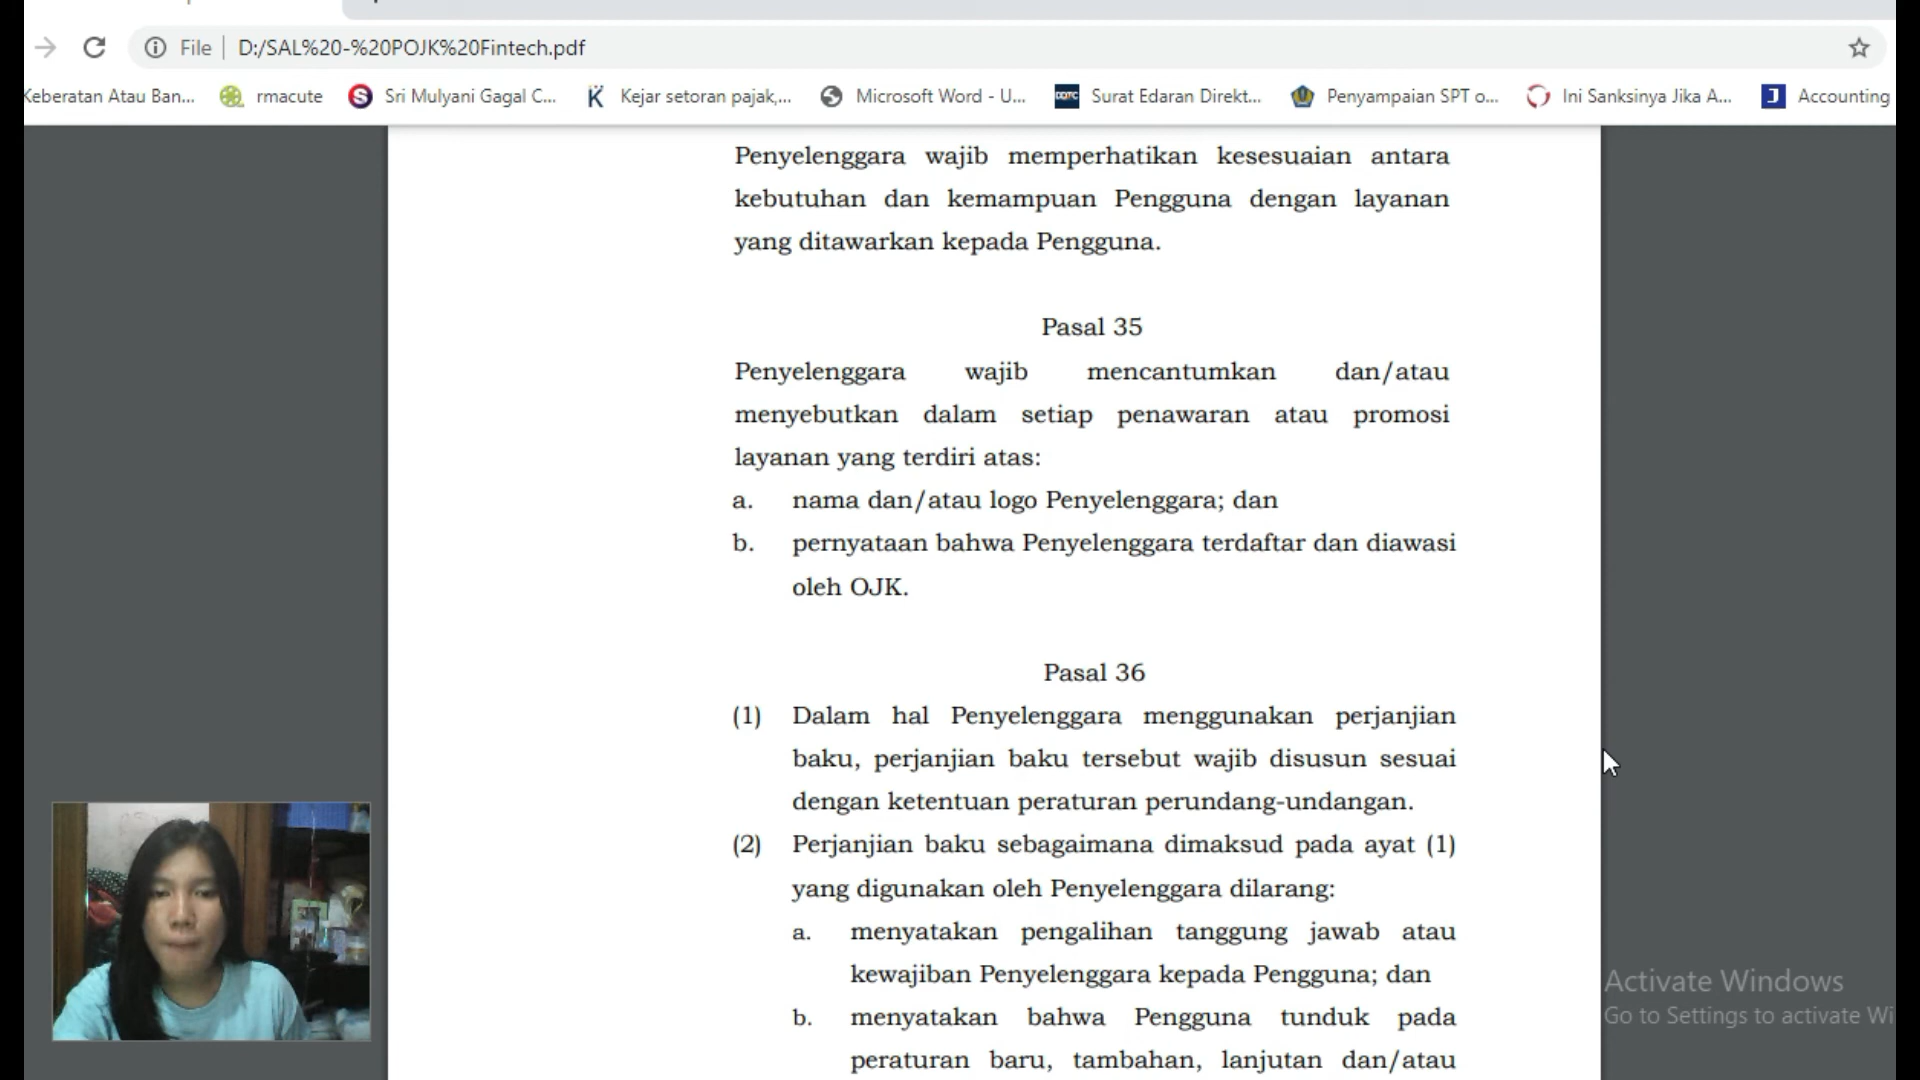 File
D:/SAL%20-%20POJK%20Fintech.pdf
Keberatan Atau Ban...
rmacute
Sri Mulyani Gagal C...
Kejar setoran pajak,...
Microsoft Word - U...
DDTC
Surat Edaran Direkt...
Penyampaian SPT o...
Ini Sanksinya Jika A...
Accounting
Penyelenggara wajib memperhatikan kesesuaian antara
kebutuhan dan kemampuan Pengguna dengan layanan
yang ditawarkan kepada Pengguna.
Pasal 35
Penyelenggara wajib mencantumkan dan/atau
menyebutkan dalam setiap penawaran atau promosi
layanan yang terdiri atas:
a. nama dan/atau logo Penyelenggara; dan
b. pernyataan bahwa Penyelenggara terdaftar dan diawasi
oleh OJK.
Pasal 36
(1) Dalam hal Penyelenggara menggunakan perjanjian
baku, perjanjian baku tersebut wajib disusun sesuai
dengan ketentuan peraturan perundang-undangan.
(2) Perjanjian baku sebagaimana dimaksud pada ayat (1)
yang digunakan oleh Penyelenggara dilarang:
a. menyatakan pengalihan tanggung jawab atau
kewajiban Penyelenggara kepada Pengguna; dan
b. menyatakan bahwa Pengguna tunduk pada
peraturan baru, tambahan, lanjutan dan/atau
Activate Windows
Go to Settings to activate Wi